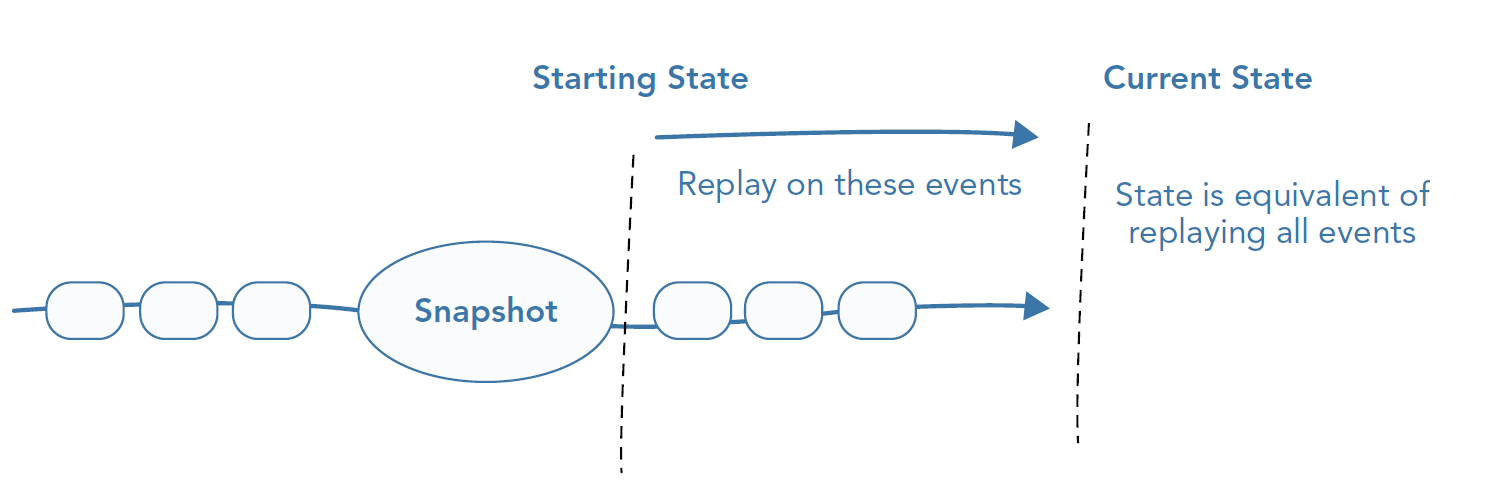 Starting State
Current State
Replay on these events
State is equivalent of
replaying all events
Snapshot